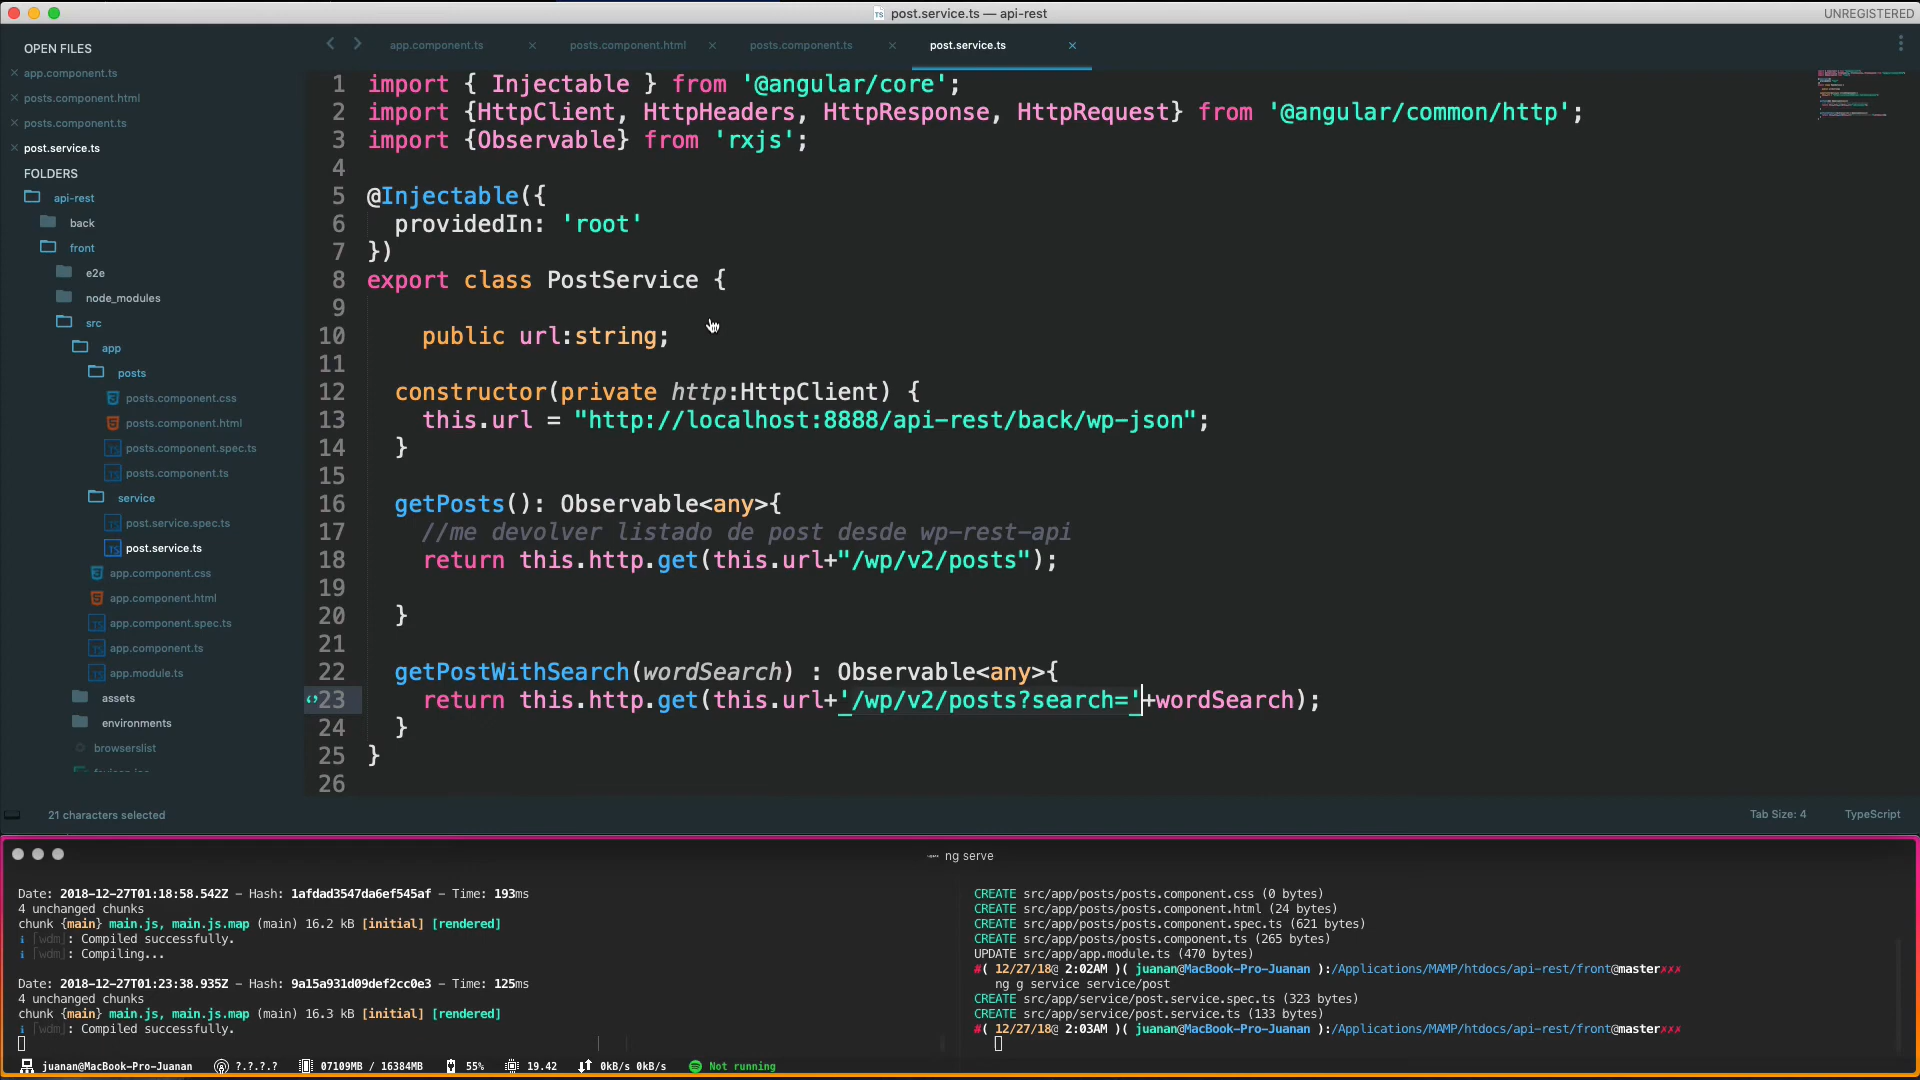 post.service.ts — api-rest
UNREGISTERED
OPEN FILES
app.component.ts
posts.component.html
posts.component.ts
post.service.ts
FOLDERS
api-rest
back
front
e2e
node_modules
src
app
posts
posts.component.css
posts.component.html
posts.component.spec.ts
posts.component.ts
service
post.service.spec.ts
post.service.ts
app.component.css
app.component.html
app.component.spec.ts
app.component.ts
app.module.ts
assets
environments
browserslist
app.component.ts
posts.component.html
posts.component.ts
post.service.ts
1 import { Injectable } from '@angular/core';
2 import {HttpClient, HttpHeaders, HttpResponse, HttpRequest} from '@angular/common/http';
3 import {Observable} from 'rxjs';
4
5 @Injectable({
6 providedIn: 'root'
7 })
8 export class PostService {
9
10 public url:string;
11
12 constructor(private http:HttpClient) {
13 this.url = "http://localhost:8888/api-rest/back/wp-json";
14 }
15
16 getPosts(): Observable<any>{
17 //me devolver listado de post desde wp-rest-api
18 return this.http.get(this.url+"/wp/v2/posts");
19
20 }
21
22 getPostWithSearch(wordSearch) : Observable<any>{
23 return this.http.get(this.url+'/wp/v2/posts?search='+wordSearch);
24 }
25 }
26
21 characters selected
Tab Size: 4
TypeScript
ng serve
Date: 2018-12-27T01:18:58.542Z - Hash: 1afdad3547da6ef545af - Time: 193ms
4 unchanged chunks
chunk {main} main.js, main.js.map (main) 16.2 kB [initial] [rendered]
i ｢wdm｣: Compiled successfully.
i ｢wdm｣: Compiling...
Date: 2018-12-27T01:23:38.935Z - Hash: 9a15a931d09def2cc0e3 - Time: 125ms
4 unchanged chunks
chunk {main} main.js, main.js.map (main) 16.3 kB [initial] [rendered]
i ｢wdm｣: Compiled successfully.
CREATE src/app/posts/posts.component.css (0 bytes)
CREATE src/app/posts/posts.component.html (24 bytes)
CREATE src/app/posts/posts.component.spec.ts (621 bytes)
CREATE src/app/posts/posts.component.ts (265 bytes)
UPDATE src/app/app.module.ts (470 bytes)
#( 12/27/18@ 2:02AM )( juanan@MacBook-Pro-Juanan ):/Applications/MAMP/htdocs/api-rest/front@master✗✗✗
ng g service service/post
CREATE src/app/service/post.service.spec.ts (323 bytes)
CREATE src/app/service/post.service.ts (133 bytes)
#( 12/27/18@ 2:03AM )( juanan@MacBook-Pro-Juanan ):/Applications/MAMP/htdocs/api-rest/front@master✗✗✗
juanan@MacBook-Pro-Juanan ?.?.?.? 07109MB / 16384MB 55% 19.42 0kB/s 0kB/s Not running